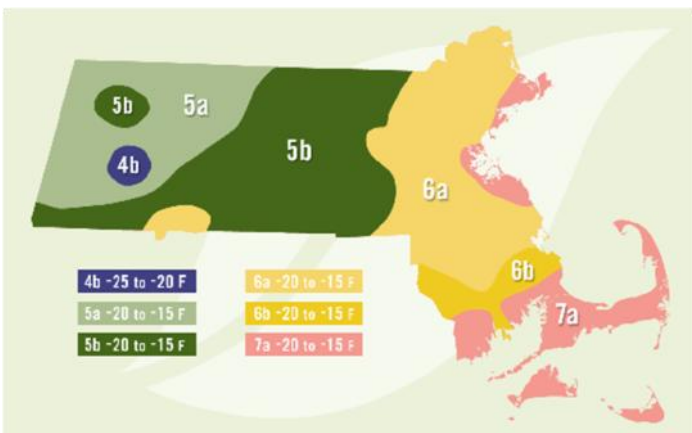 5b
5a
4b
5b
6a
6b
7a
4b -25 to -20 F
5a -20 to -15 F
5b -20 to -15 F
6a -20 to -15 F
6b -20 to -15 F
7a -20 to -15 F